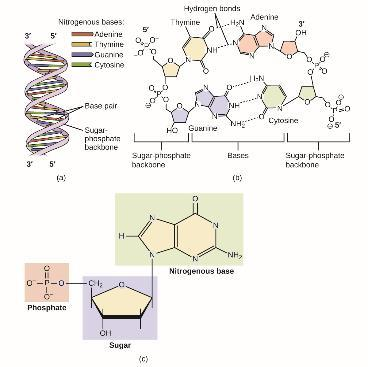 Nitrogenous bases:
Adenine
Thymine
Guanine
Cytosine
3′ 5′
Base pair
Sugar-
phosphate
backbone
3′ 5′
(a)
Hydrogen bonds
Thymine
Adenine
5′
3′
H₂N
OH
NH
N
O
P
O⁻
H-N
NH₂
HO
Guanine
Cytosine
5′
Sugar-phosphate
backbone
Bases
Sugar-phosphate
backbone
(b)
O
N
N
H
N
N
NH₂
Nitrogenous base
O
O⁻ P O CH₂
O⁻
O
Phosphate
OH
Sugar
(c)